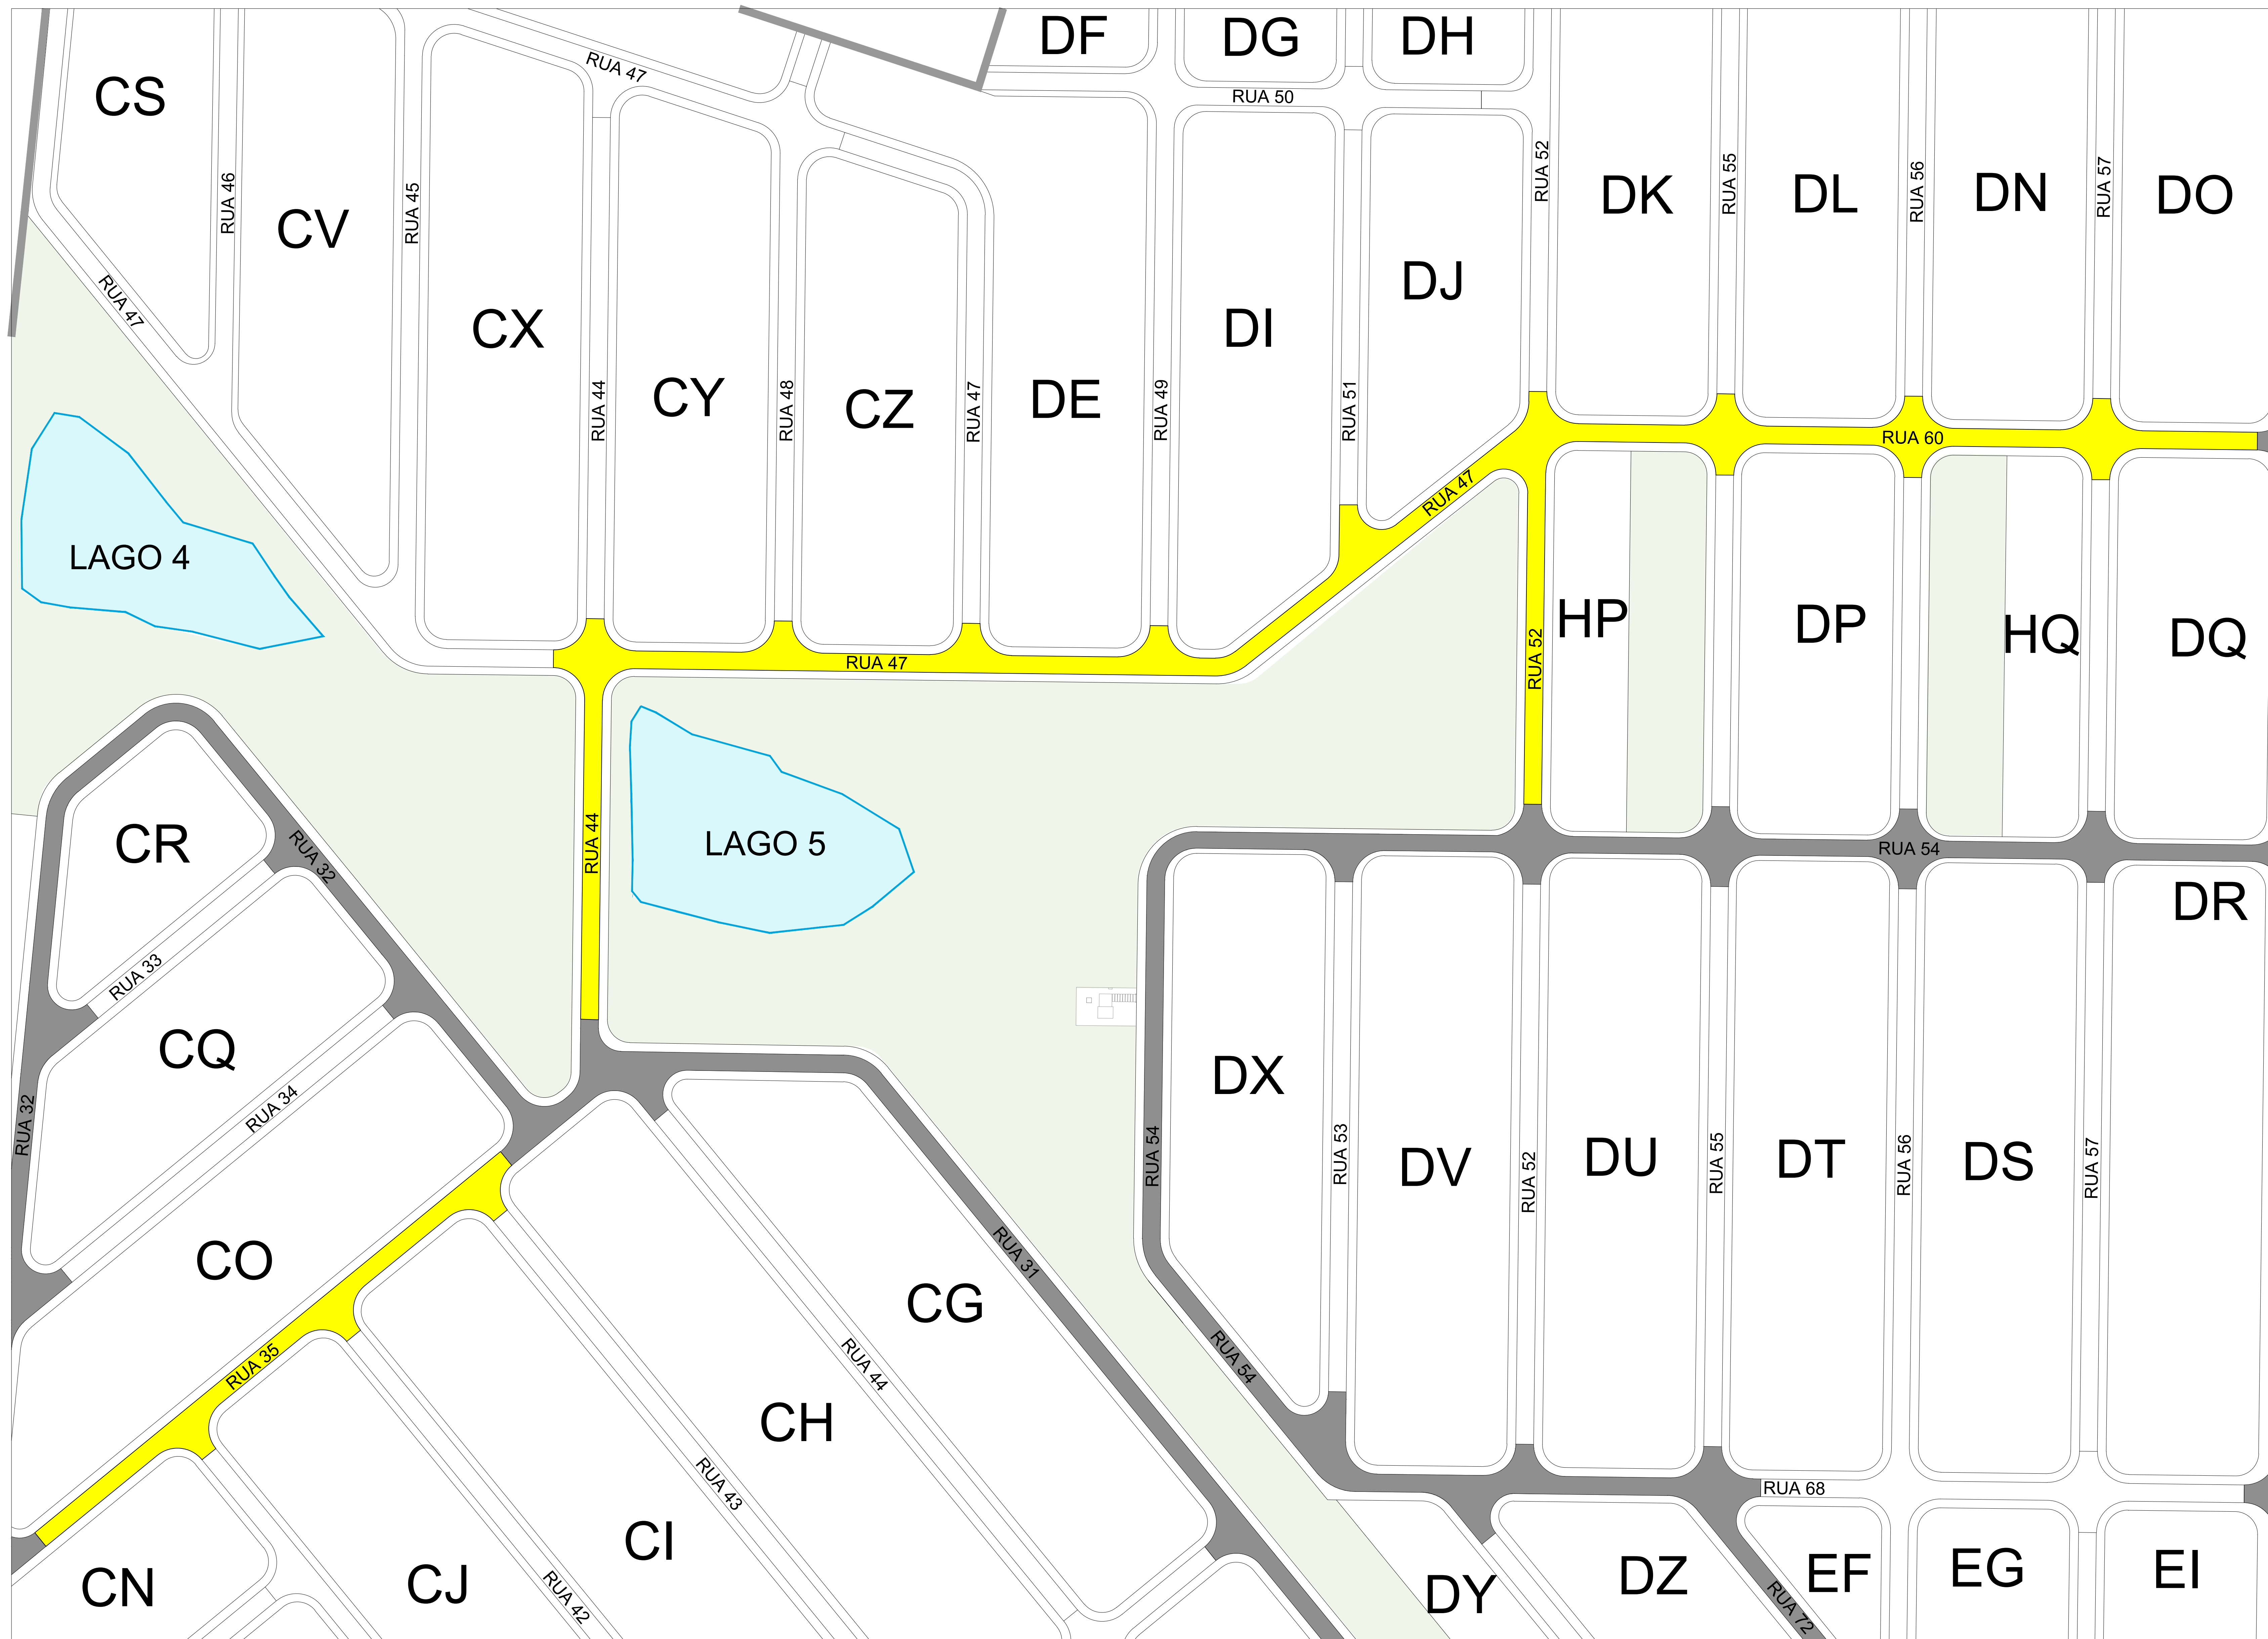 DF
DG
DH
RUA 47
CS
RUA 50
RUA 46
RUA 45
CV
RUA 52
DK
RUA 55
DL
RUA 56
DN
RUA 57
DO
RUA 47
CX
DI
DJ
CY
CZ
DE
RUA 44
RUA 48
RUA 47
RUA 49
RUA 51
RUA 60
RUA 47
LAGO 4
RUA 47
RUA 52
HP
DP
HQ
DQ
CR
RUA 32
RUA 44
LAGO 5
RUA 54
DR
RUA 33
CQ
RUA 34
RUA 32
DX
RUA 54
RUA 53
DV
RUA 52
DU
RUA 55
DT
RUA 56
DS
RUA 57
CO
RUA 31
CG
RUA 35
RUA 44
RUA 54
CH
RUA 43
RUA 68
CI
CN
CJ
RUA 42
DY
DZ
RUA 72
EF
EG
EI